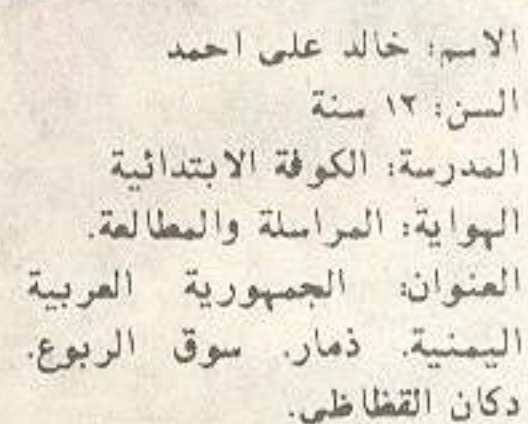 الاسم: خالد على احمد
السن: ١٢ سنة
المدرسة: الكوفة الابتدائية
الهواية: المراسلة والمطالعة.
العنوان: الجمهورية العربية
اليمنية. ذمار. سوق الربوع.
دكان القظاظي.